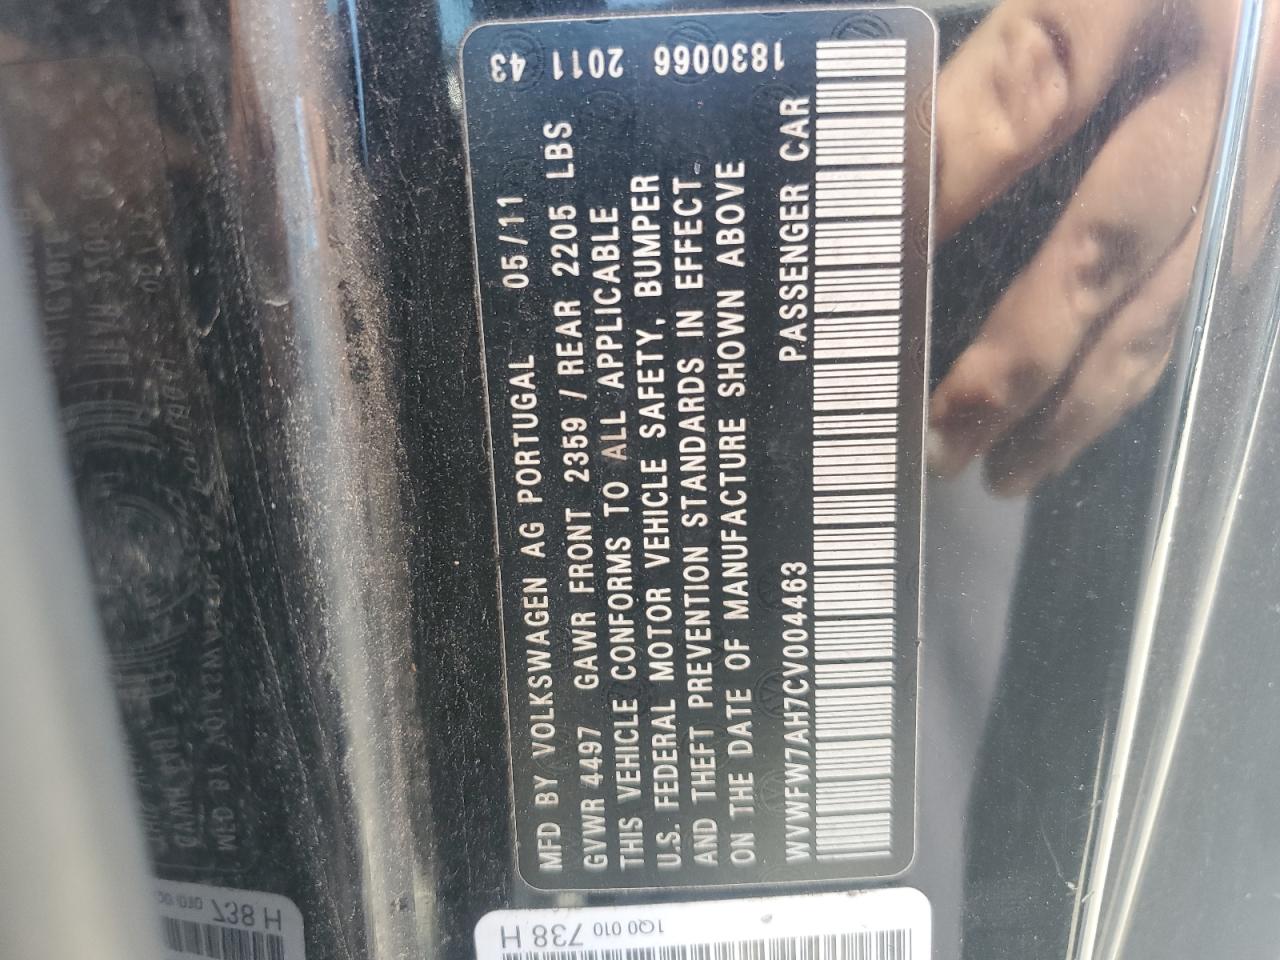 MFD BY VOLKSWAGEN AG PORTUGAL 05/11
GVWR 4497 GAWR FRONT 2359 / REAR 2205 LBS
THIS VEHICLE CONFORMS TO ALL APPLICABLE
U.S. FEDERAL MOTOR VEHICLE SAFETY, BUMPER
AND THEFT PREVENTION STANDARDS IN EFFECT
ON THE DATE OF MANUFACTURE SHOWN ABOVE
WVWFW7AH7CV004463 PASSENGER CAR
43 2011 1830066
1Q0 010 738 H